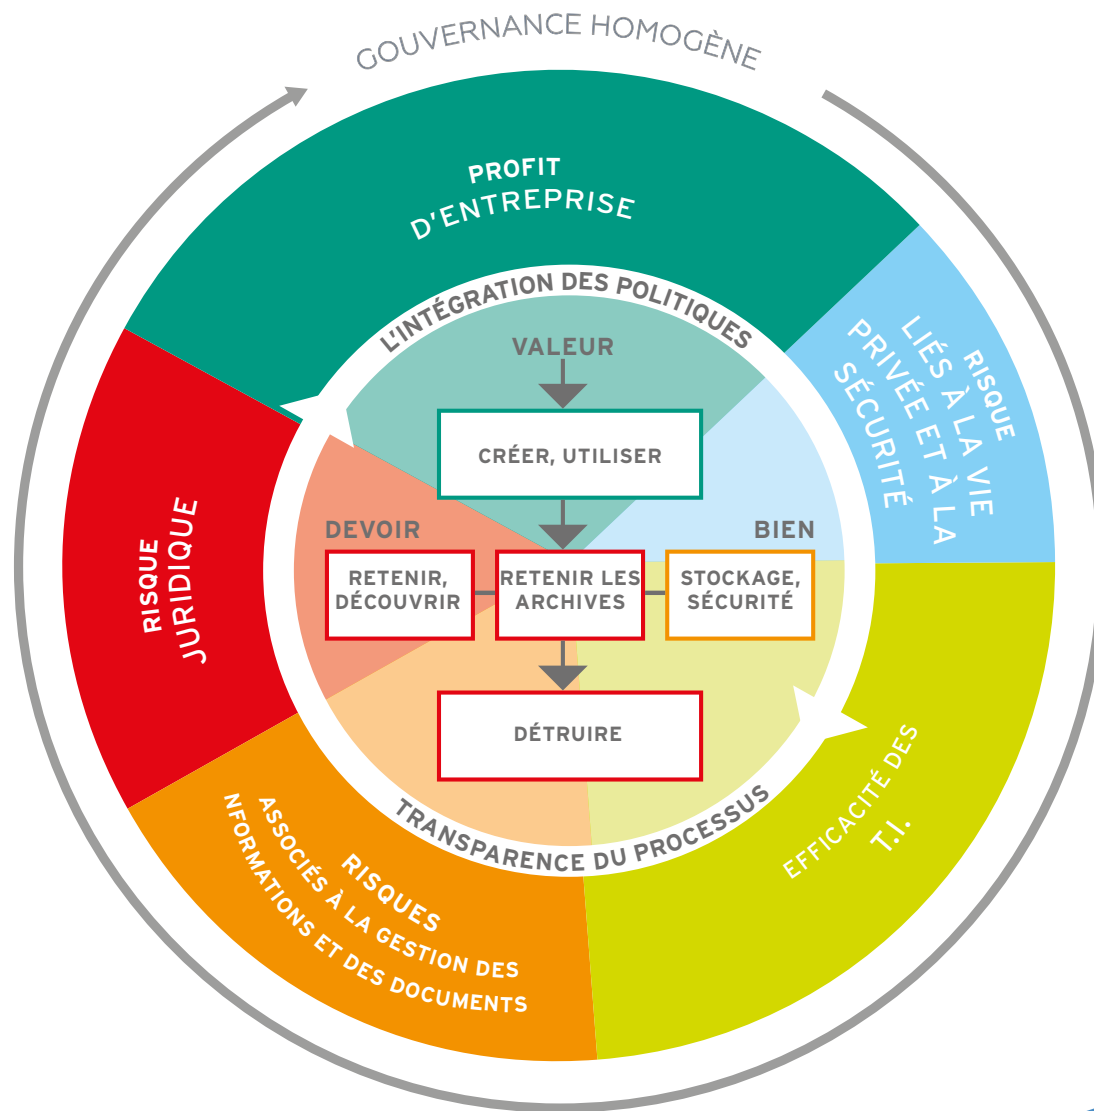 GOUVERNANCE HOMOGÈNE
PROFIT
D'ENTREPRISE
RISQUE
LIÉS À LA VIE
PRIVÉE ET À LA
SÉCURITÉ
L'INTÉGRATION DES POLITIQUES
VALEUR
CRÉER, UTILISER
DEVOIR
BIEN
RETENIR,
DÉCOUVRIR
RETENIR LES
ARCHIVES
STOCKAGE,
SÉCURITÉ
DÉTRUIRE
RISQUE
JURIDIQUE
TRANSPARENCE DU PROCESSUS
EFFICACITÉ DES
T.I.
RISQUES
ASSOCIÉS À LA GESTION DES
NFORMATIONS ET DES DOCUMENTS